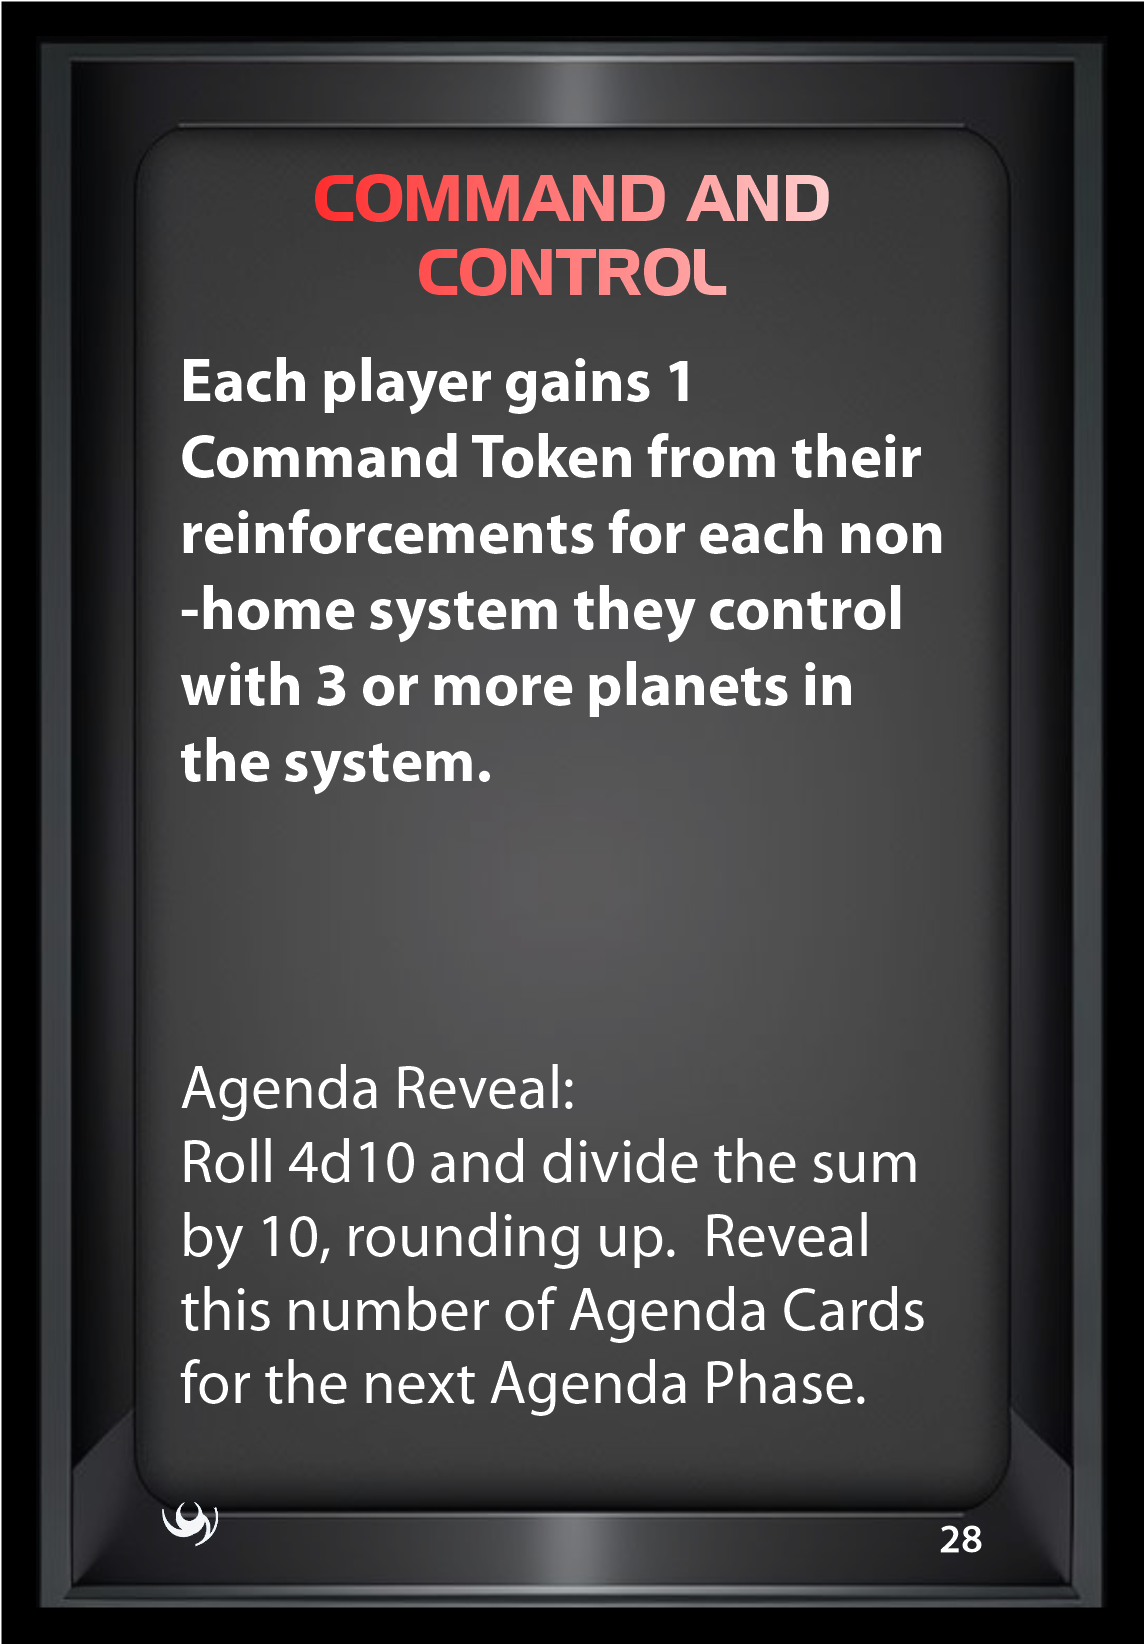 COMMAND AND
CONTROL
Each player gains 1
Command Token from their
reinforcements for each non
-home system they control
with 3 or more planets in
the system.
Agenda Reveal:
Roll 4d10 and divide the sum
by 10, rounding up.  Reveal
this number of Agenda Cards
for the next Agenda Phase.
28